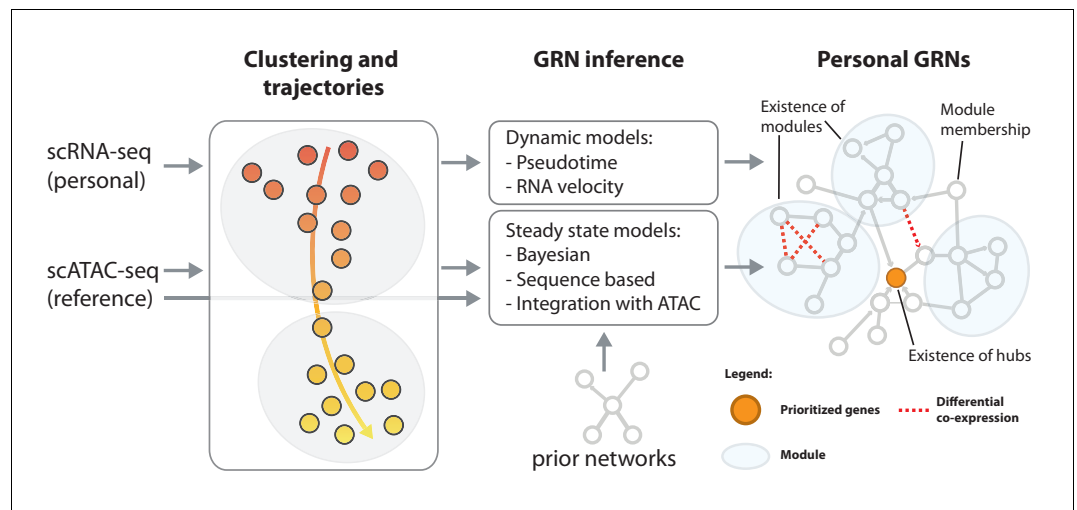 Clustering and
trajectories
GRN inference
Personal GRNs
scRNA-seq
(personal)
scATAC-seq
(reference)
Dynamic models:
- Pseudotime
- RNA velocity
Steady state models:
- Bayesian
- Sequence based
- Integration with ATAC
prior networks
Existence of
modules
Module
membership
Existence of hubs
Legend:
Prioritized genes
Differential
co-expression
Module